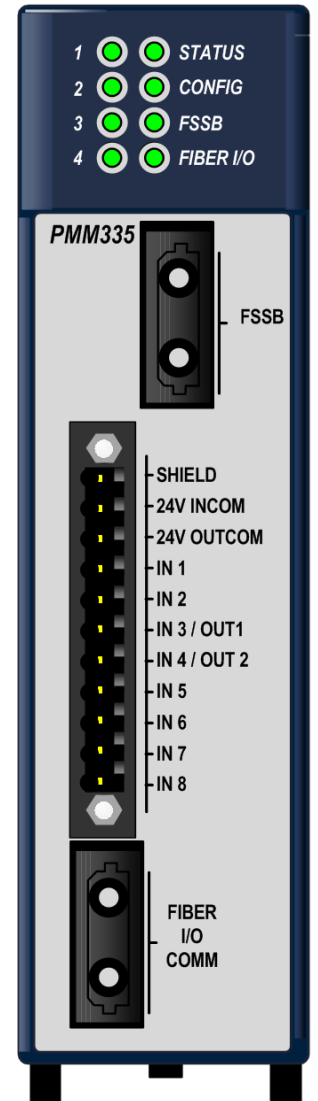 1 STATUS
2 CONFIG
3 FSSB
4 FIBER I/O
PMM335
FSSB
SHIELD
24V INCOM
24V OUTCOM
IN 1
IN 2
IN 3 / OUT1
IN 4 / OUT 2
IN 5
IN 6
IN 7
IN 8
FIBER
I/O
COMM